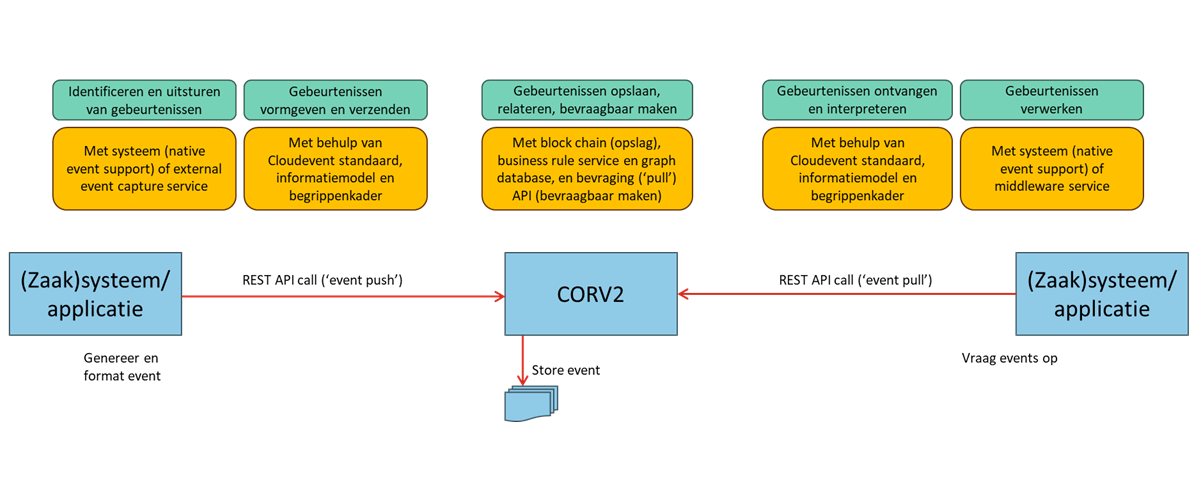 Identificeren en uitsturen
van gebeurtenissen
Gebeurtenissen
vormgeven en verzenden
Gebeurtenissen opslaan,
relateren, bevraagbaar maken
Gebeurtenissen ontvangen
en interpreteren
Gebeurtenissen
verwerken
Met systeem (native
event support) of external
event capture service
Met behulp van
Cloudevent standaard,
informatiemodel en
begrippenkader
Met block chain (opslag),
business rule service en graph
database, en bevraging (‘pull’)
API (bevraagbaar maken)
Met behulp van
Cloudevent standaard,
informatiemodel en
begrippenkader
Met systeem (native
event support) of
middleware service
(Zaak)systeem/
applicatie
REST API call (‘event push’)
CORV2
REST API call (‘event pull’)
(Zaak)systeem/
applicatie
Genereer en
format event
Store event
Vraag events op